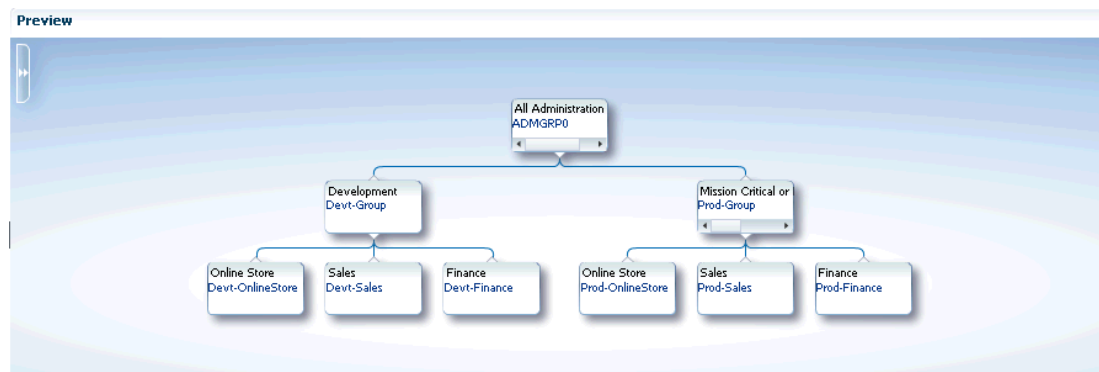 Preview
All Administration
ADMGRP0
Development
Devt-Group
Mission Critical or
Prod-Group
Online Store
Devt-OnlineStore
Sales
Devt-Sales
Finance
Devt-Finance
Online Store
Prod-OnlineStore
Sales
Prod-Sales
Finance
Prod-Finance